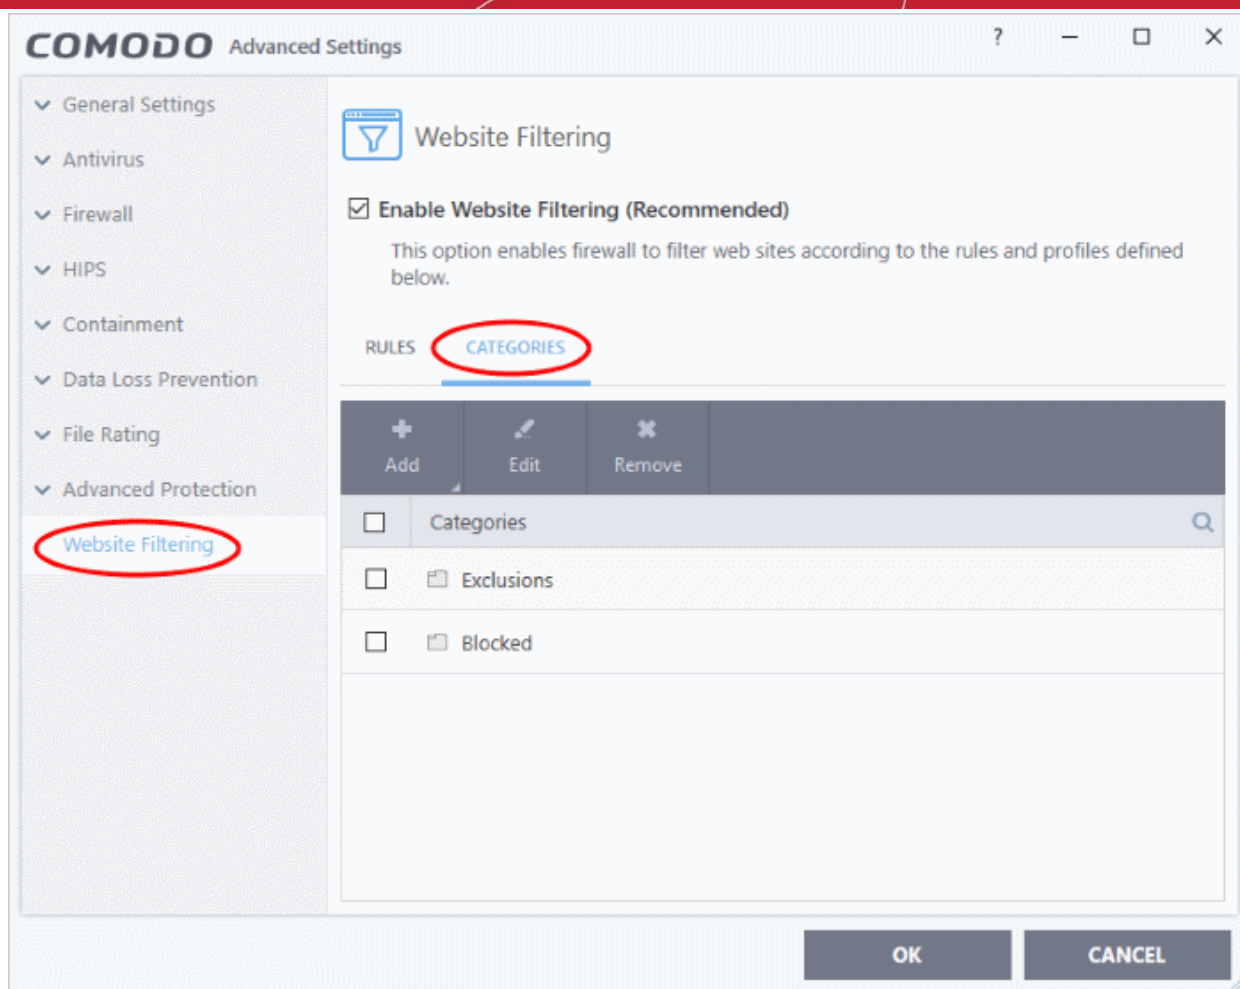 COMODO Advanced Settings
?
General Settings
Antivirus
Firewall
HIPS
Containment
Data Loss Prevention
File Rating
Advanced Protection
Website Filtering
Website Filtering
Enable Website Filtering (Recommended)
This option enables firewall to filter web sites according to the rules and profiles defined
below.
RULES CATEGORIES
Add Edit Remove
Categories
Exclusions
Blocked
OK CANCEL